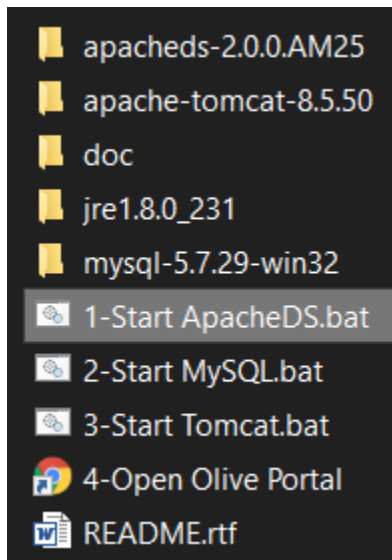 apacheds-2.0.0.AM25
apache-tomcat-8.5.50
doc
jre1.8.0_231
mysql-5.7.29-win32
1-Start ApacheDS.bat
2-Start MySQL.bat
3-Start Tomcat.bat
4-Open Olive Portal
README.rtf